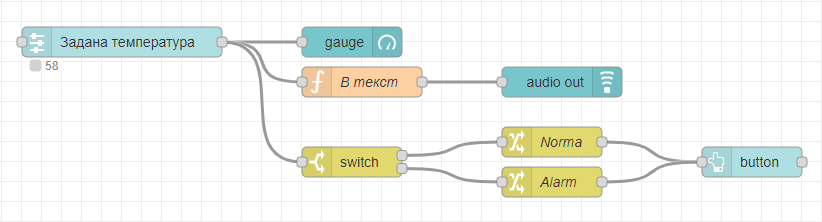 Задана температура
58
gauge
В текст
audio out
switch
Norma
Alarm
button